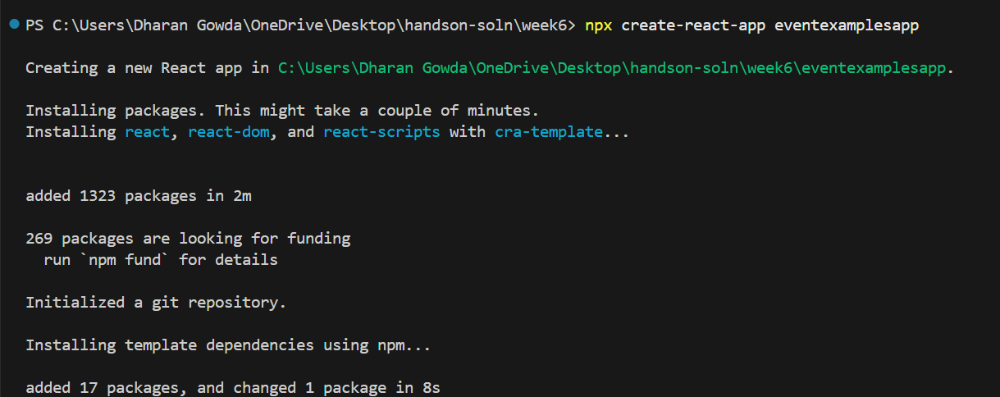 PS C:\Users\Dharan Gowda\OneDrive\Desktop\handson-soln\week6> npx create-react-app eventexamplesapp
Creating a new React app in C:\Users\Dharan Gowda\OneDrive\Desktop\handson-soln\week6\eventexamplesapp.
Installing packages. This might take a couple of minutes.
Installing react, react-dom, and react-scripts with cra-template...
added 1323 packages in 2m
269 packages are looking for funding
  run `npm fund` for details
Initialized a git repository.
Installing template dependencies using npm...
added 17 packages, and changed 1 package in 8s